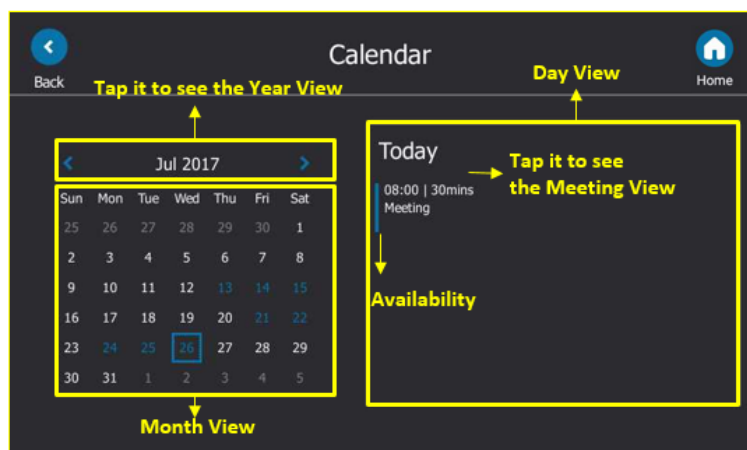 Calendar
Back
Home
Tap it to see the Year View
Day View
Jul 2017
Sun Mon Tue Wed Thu Fri Sat
25 26 27 28 29 30 1
2 3 4 5 6 7 8
9 10 11 12 13 14 15
16 17 18 19 20 21 22
23 24 25 26 27 28 29
30 31 1 2 3 4 5
Month View
Today
08:00 | 30mins
Meeting
Tap it to see
the Meeting View
Availability